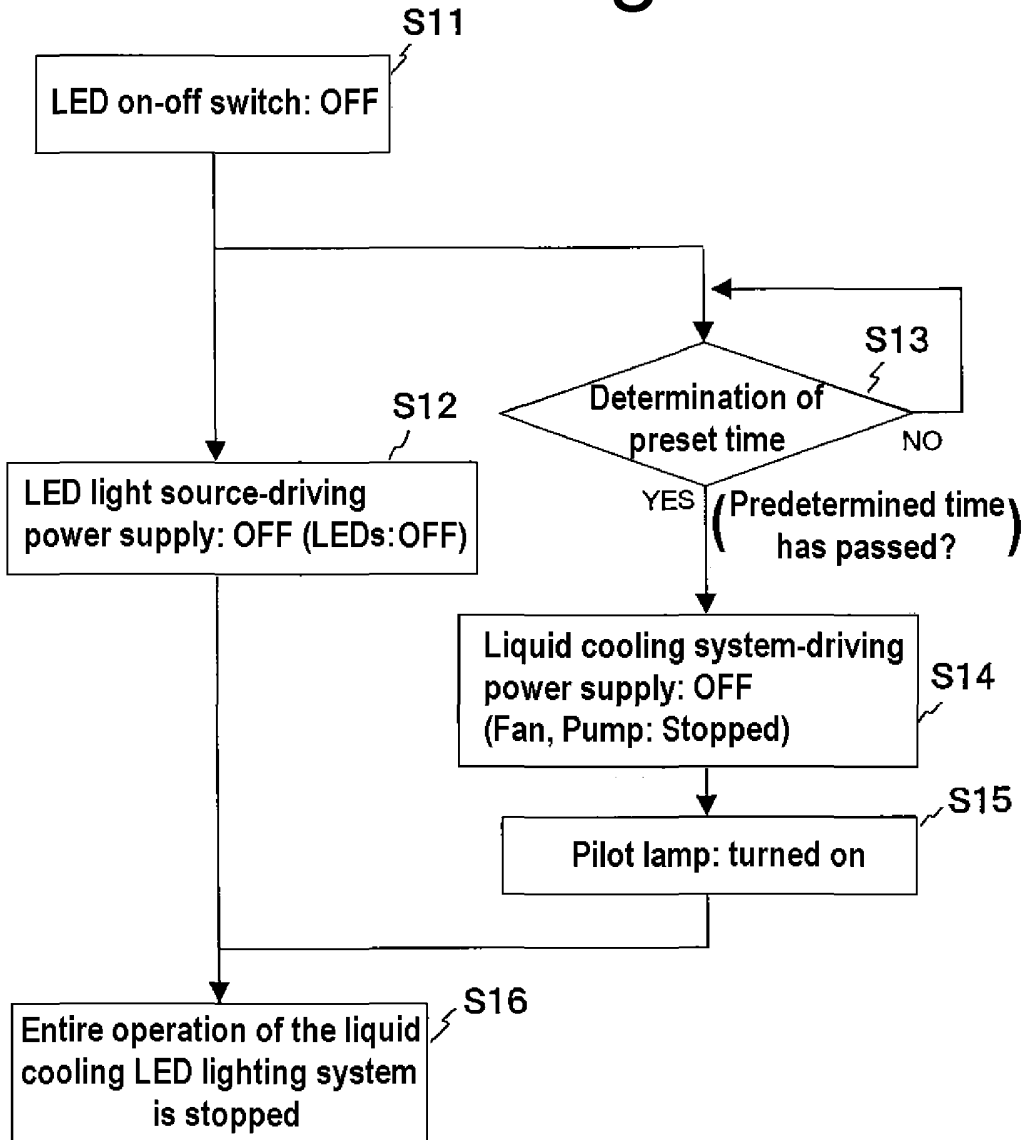 S11
LED on-off switch: OFF
S13
Determination of
preset time
NO
S12
LED light source-driving
power supply: OFF (LEDs:OFF)
YES
(Predetermined time
has passed?)
Liquid cooling system-driving
power supply: OFF
(Fan, Pump: Stopped)
S14
S15
Pilot lamp: turned on
S16
Entire operation of the liquid
cooling LED lighting system
is stopped